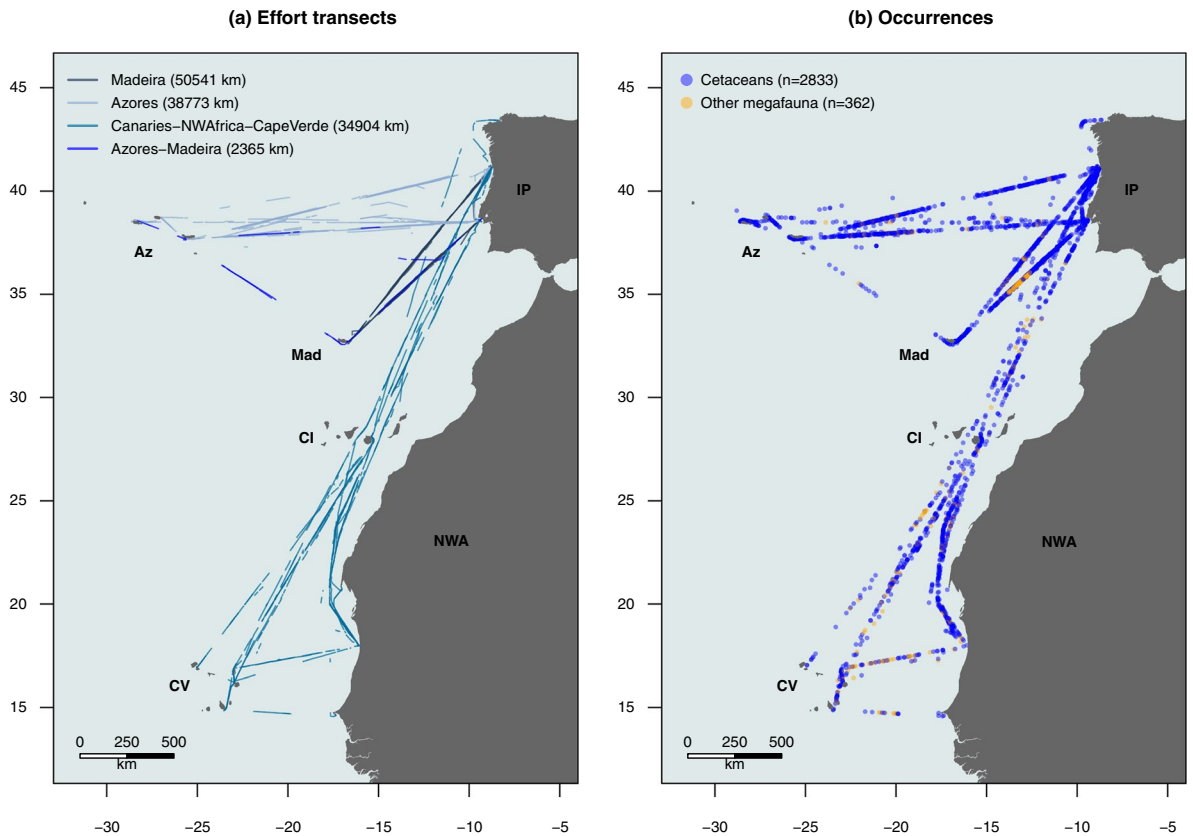 (a) Effort transects
Madeira (50541 km)
Azores (38773 km)
Canaries−NWAfrica−CapeVerde (34904 km)
Azores−Madeira (2365 km)
45
40
35
30
25
20
15
IP
Az
Mad
CI
NWA
CV
0 250 500
km
−30 −25 −20 −15 −10 −5
(b) Occurrences
Cetaceans (n=2833)
Other megafauna (n=362)
45
40
35
30
25
20
15
IP
Az
Mad
CI
NWA
CV
0 250 500
km
−30 −25 −20 −15 −10 −5